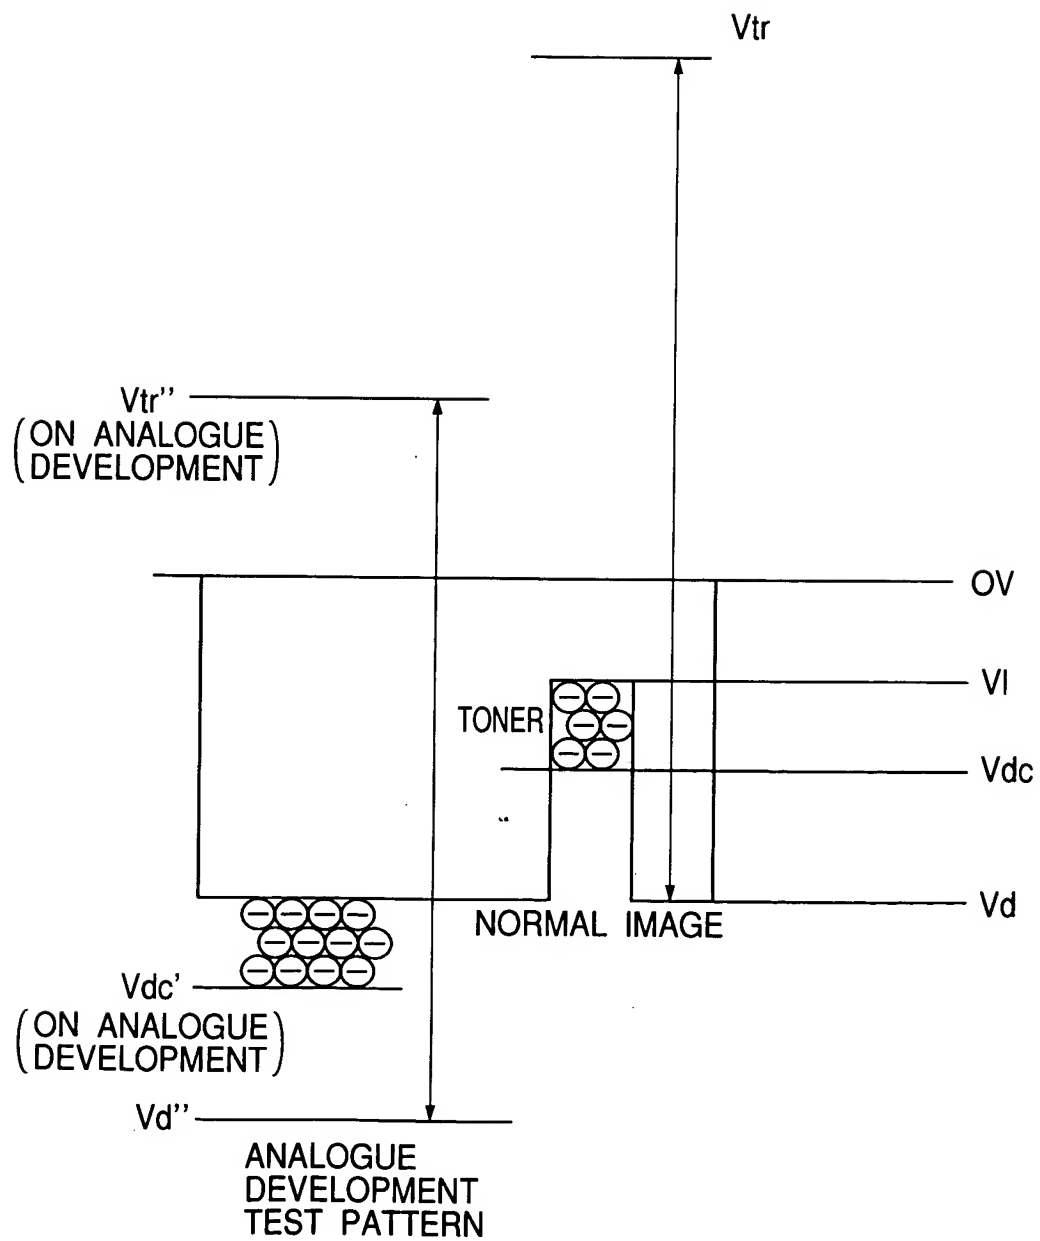 Vtr
Vtr''
(ON ANALOGUE
DEVELOPMENT)
OV
Vl
TONER
Vdc
Vd
NORMAL IMAGE
Vdc'
(ON ANALOGUE
DEVELOPMENT)
Vd''
ANALOGUE
DEVELOPMENT
TEST PATTERN